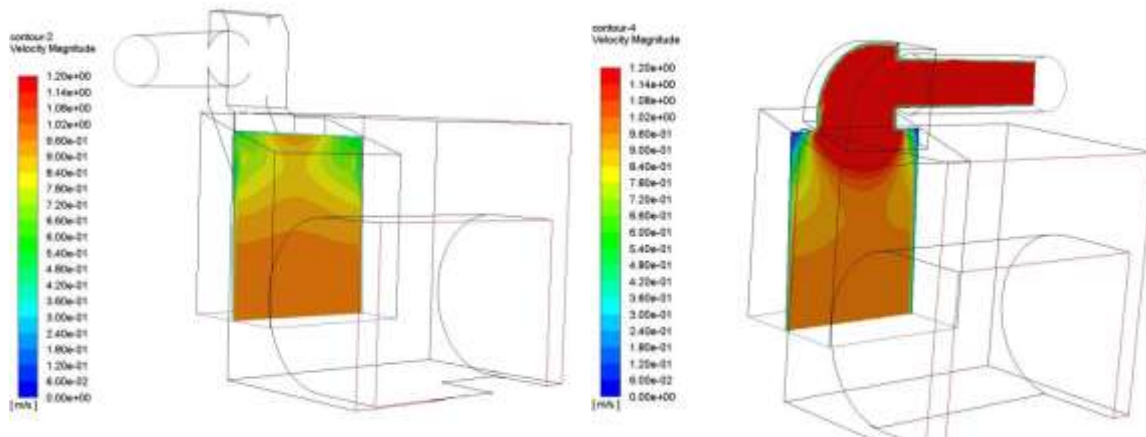 contour-2
Velocity Magnitude
1.20e+00
1.14e+00
1.08e+00
1.02e+00
9.60e-01
9.00e-01
8.40e-01
7.80e-01
7.20e-01
6.60e-01
6.00e-01
5.40e-01
4.80e-01
4.20e-01
3.60e-01
3.00e-01
2.40e-01
1.80e-01
1.20e-01
6.00e-02
0.00e+00
[m/s]
contour-4
Velocity Magnitude
1.20e+00
1.14e+00
1.08e+00
1.02e+00
9.60e-01
9.00e-01
8.40e-01
7.80e-01
7.20e-01
6.60e-01
6.00e-01
5.40e-01
4.80e-01
4.20e-01
3.60e-01
3.00e-01
2.40e-01
1.80e-01
1.20e-01
6.00e-02
0.00e+00
[m/s]